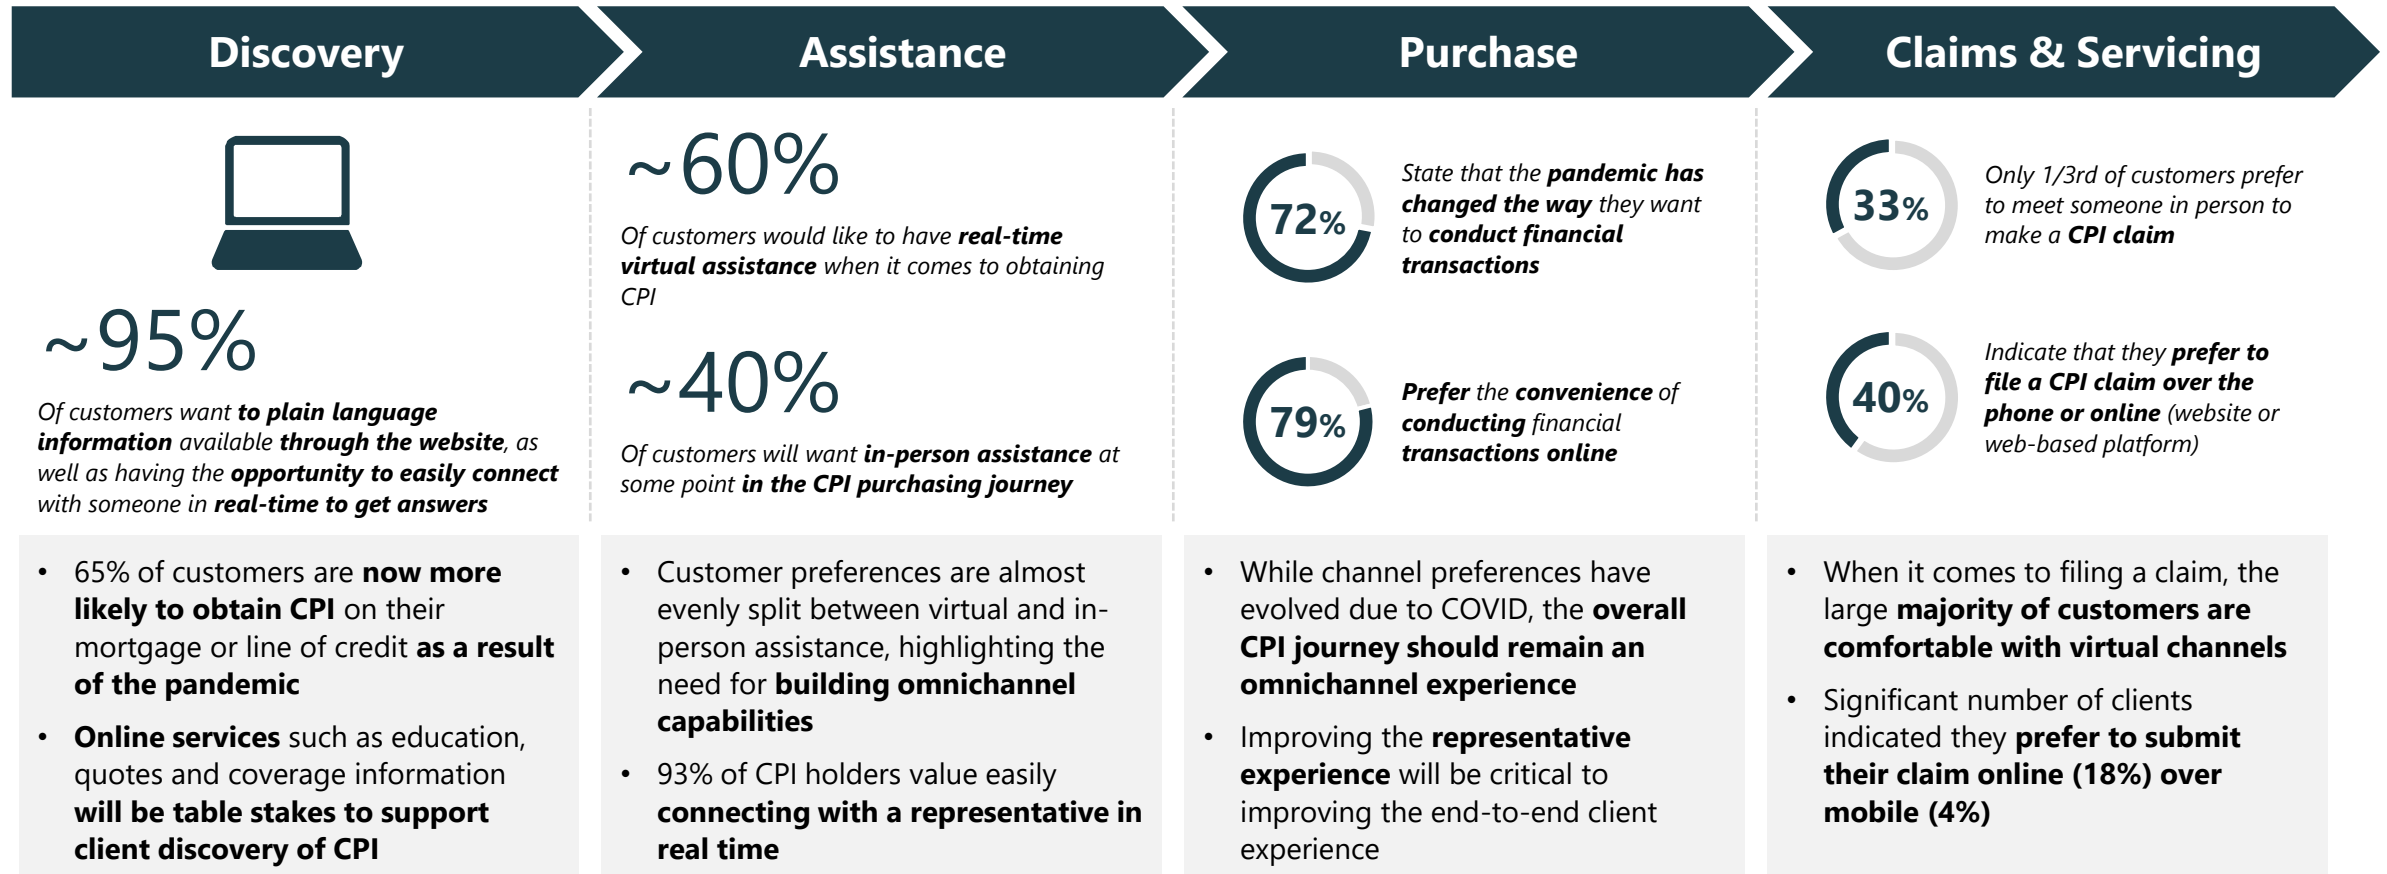 Discovery
Assistance
Purchase
Claims & Servicing
~95%
Of customers want to plain language
information available through the website, as
well as having the opportunity to easily connect
with someone in real-time to get answers
~60%
Of customers would like to have real-time
virtual assistance when it comes to obtaining
CPI
~40%
Of customers will want in-person assistance at
some point in the CPI purchasing journey
72%
State that the pandemic has
changed the way they want
to conduct financial
transactions
79%
Prefer the convenience of
conducting financial
transactions online
33%
Only 1/3rd of customers prefer
to meet someone in person to
make a CPI claim
40%
Indicate that they prefer to
file a CPI claim over the
phone or online (website or
web-based platform)
• 65% of customers are now more
likely to obtain CPI on their
mortgage or line of credit as a result
of the pandemic
• Online services such as education,
quotes and coverage information
will be table stakes to support
client discovery of CPI
• Customer preferences are almost
evenly split between virtual and in-
person assistance, highlighting the
need for building omnichannel
capabilities
• 93% of CPI holders value easily
connecting with a representative in
real time
• While channel preferences have
evolved due to COVID, the overall
CPI journey should remain an
omnichannel experience
• Improving the representative
experience will be critical to
improving the end-to-end client
experience
• When it comes to filing a claim, the
large majority of customers are
comfortable with virtual channels
• Significant number of clients
indicated they prefer to submit
their claim online (18%) over
mobile (4%)